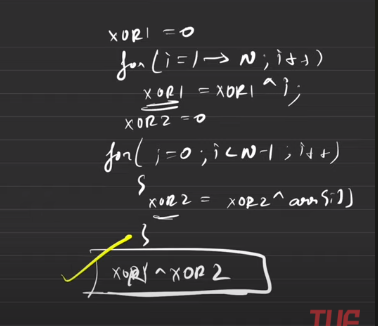 XOR1 = 0
for(i=1→N; i++)
XOR1 = XOR1 ^ i;
XOR2 = 0
for( i=0; i<N-1; i++)
{
XOR2 = XOR2 ^ arr[i]
}
XOR1 ^ XOR2
TUF